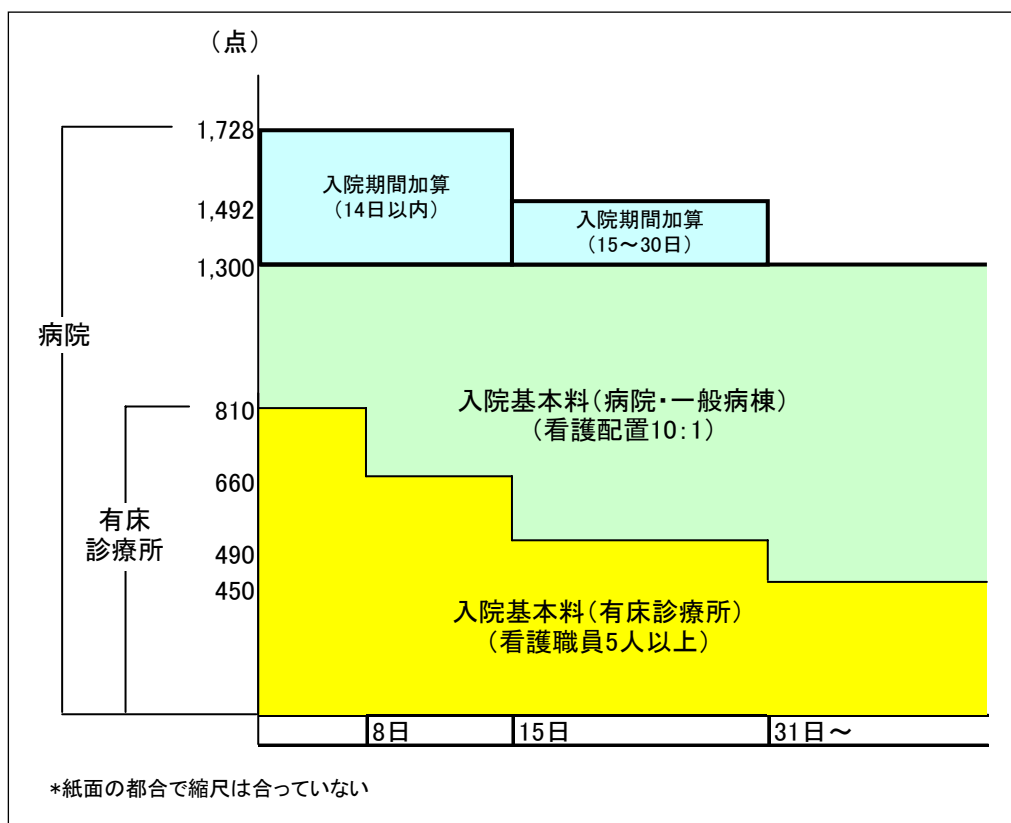 （点）
1,728
1,492
1,300
810
660
490
450
病院
有床
診療所
入院期間加算
（14日以内）
入院期間加算
（15～30日）
入院基本料（病院・一般病棟）
（看護配置10：1）
入院基本料（有床診療所）
（看護職員5人以上）
8日
15日
31日～
*紙面の都合で縮尺は合っていない